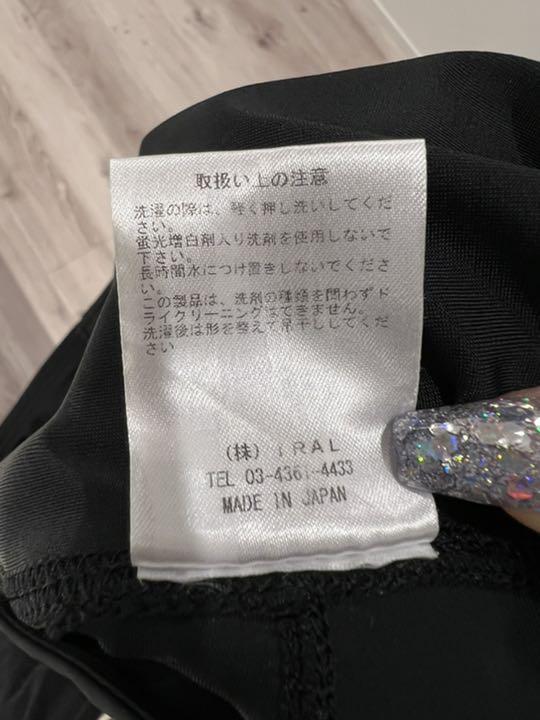 取扱い上の注意
洗濯の際は、軽く押し洗いしてくだ
さい。
蛍光増白剤入り洗剤を使用しないで
下さい。
長時間水につけ置きしないでくださ
い。
この製品は、洗剤の種類を問わずド
ライクリーニングはできません。
洗濯後は形を整えて吊干ししてくだ
さい
(株) IRAL
TEL 03-4361-4433
MADE IN JAPAN